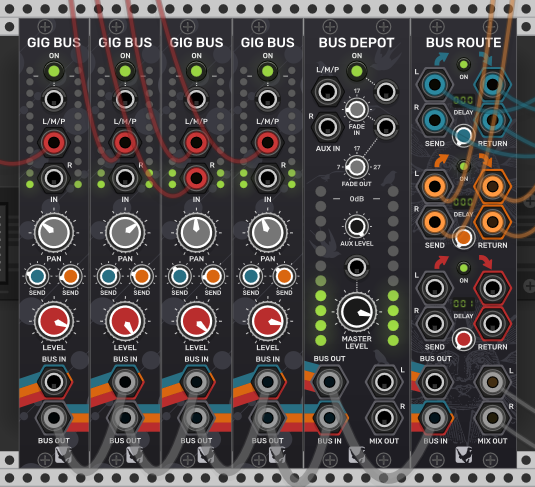 GIG BUS GIG BUS GIG BUS GIG BUS BUS DEPOT BUS ROUTE
ON ON ON ON ON ON
L/M/P L/M/P L/M/P L/M/P L/M/P L
17
000
DELAY
R
FADE IN
SEND RETURN
R R R R
AUX IN
17
ON
7 27
FADE OUT
L
IN IN IN IN
0dB
000
DELAY
R
PAN PAN PAN PAN
AUX LEVEL
SEND RETURN
ON
SEND SEND SEND SEND SEND SEND SEND SEND
L
001
DELAY
R
LEVEL LEVEL LEVEL LEVEL
MASTER LEVEL
SEND RETURN
BUS IN BUS IN BUS IN BUS IN BUS OUT BUS OUT
L L
R R
BUS OUT BUS OUT BUS OUT BUS OUT BUS IN MIX OUT BUS IN MIX OUT